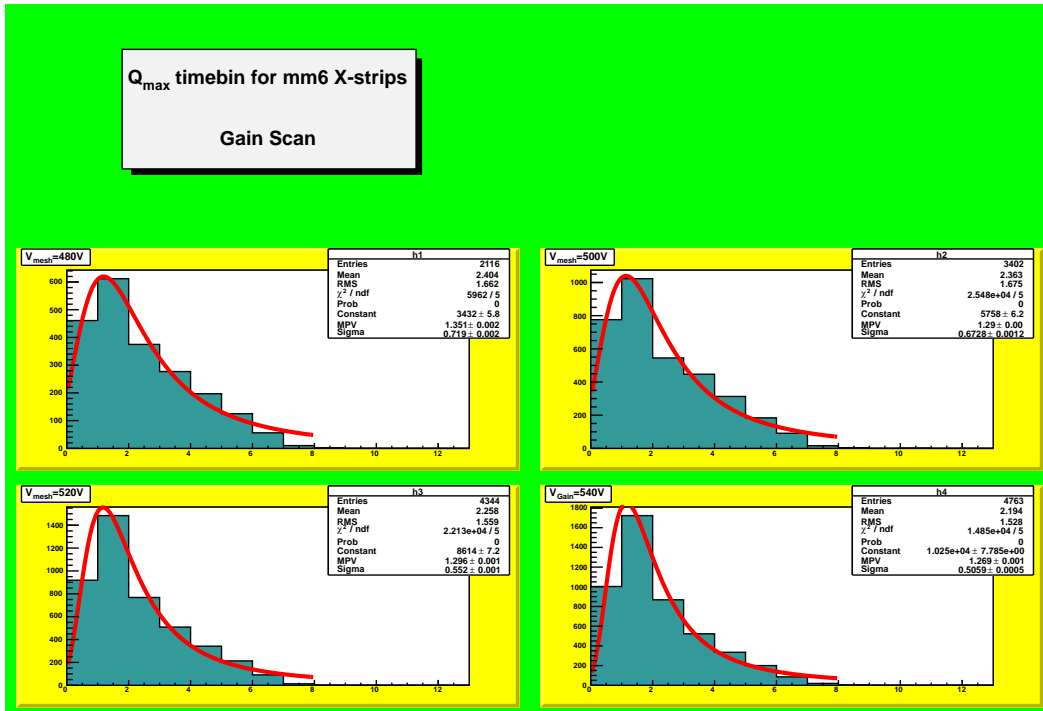 Qmax timebin for mm6 X-strips
Gain Scan
Vmesh=480V
h1
Entries 2116
Mean 2.404
RMS 1.662
χ² / ndf 5962 / 5
Prob 0
Constant 3432 ± 5.8
MPV 1.351 ± 0.002
Sigma 0.719 ± 0.002
600
500
400
300
200
100
0
0 2 4 6 8 10 12
Vmesh=500V
h2
Entries 3402
Mean 2.363
RMS 1.675
χ² / ndf 2.548e+04 / 5
Prob 0
Constant 5758 ± 6.2
MPV 1.29 ± 0.00
Sigma 0.6728 ± 0.0012
1000
800
600
400
200
0
0 2 4 6 8 10 12
Vmesh=520V
h3
Entries 4344
Mean 2.258
RMS 1.559
χ² / ndf 2.213e+04 / 5
Prob 0
Constant 8614 ± 7.2
MPV 1.296 ± 0.001
Sigma 0.552 ± 0.001
1400
1200
1000
800
600
400
200
0
0 2 4 6 8 10 12
VGain=540V
h4
Entries 4763
Mean 2.194
RMS 1.528
χ² / ndf 1.485e+04 / 5
Prob 0
Constant 1.025e+04 ± 7.785e+00
MPV 1.269 ± 0.001
Sigma 0.5059 ± 0.0005
1800
1600
1400
1200
1000
800
600
400
200
0
0 2 4 6 8 10 12